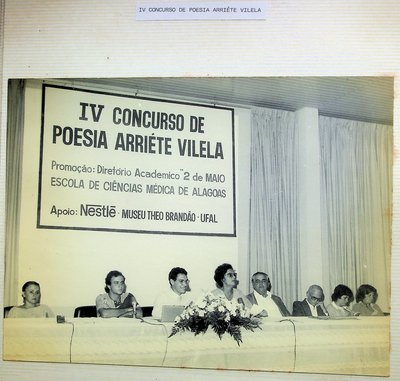 IV CONCURSO DE POESIA ARRIÉTE VILELA
IV CONCURSO DE
POESIA ARRIÉTE VILELA
Promoção: Diretório Academico "2 de MAIO
ESCOLA DE CIÊNCIAS MÉDICA DE ALAGOAS
Apoio: Nestlé · MUSEU THEO BRANDÃO · UFAL